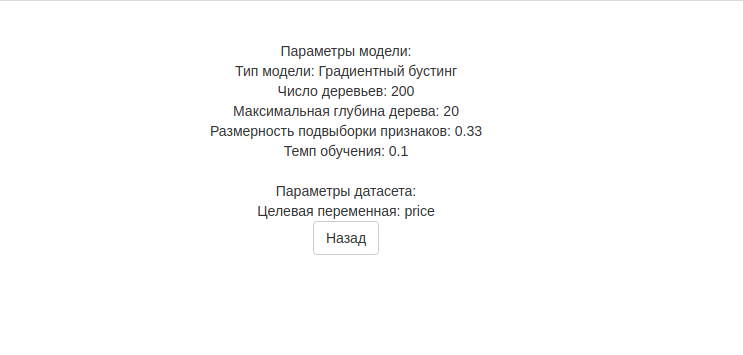 Параметры модели:
Тип модели: Градиентный бустинг
Число деревьев: 200
Максимальная глубина дерева: 20
Размерность подвыборки признаков: 0.33
Темп обучения: 0.1
Параметры датасета:
Целевая переменная: price
Назад